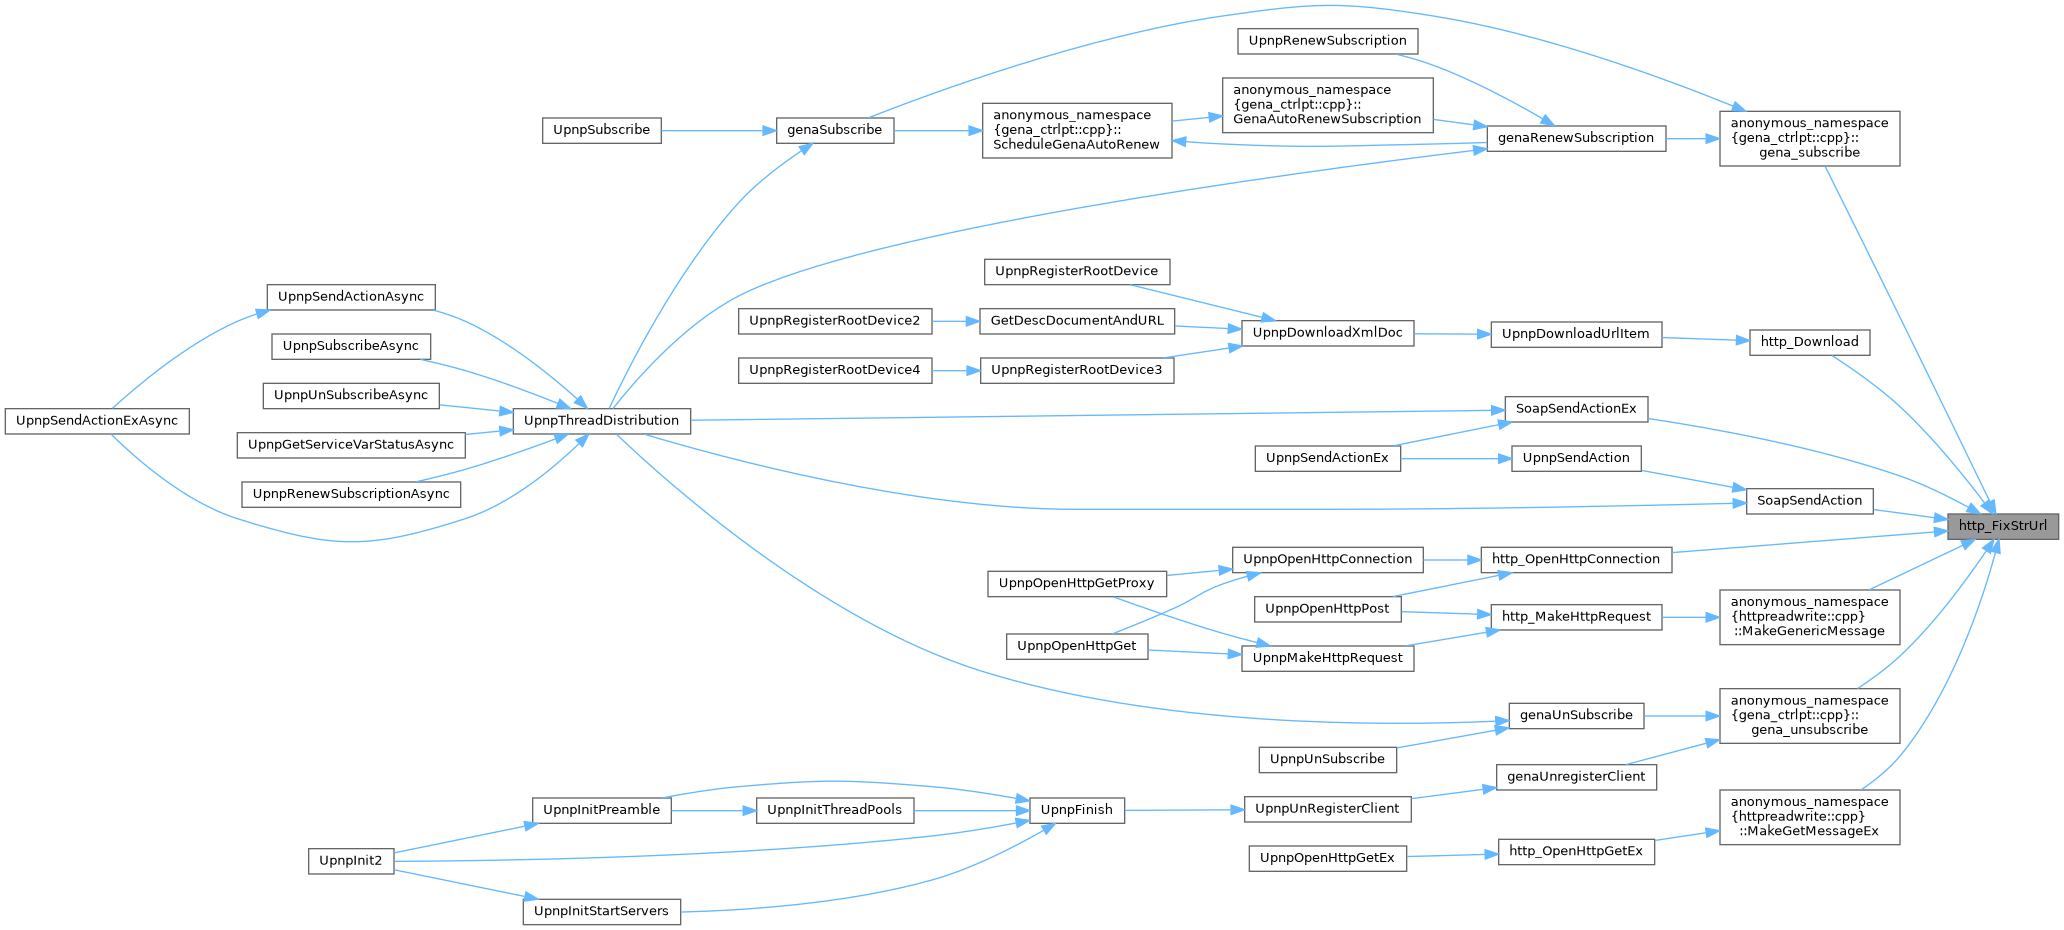 UpnpRenewSubscription
anonymous_namespace
{gena_ctrlpt::cpp}::
GenaAutoRenewSubscription
anonymous_namespace
{gena_ctrlpt::cpp}::
ScheduleGenaAutoRenew
anonymous_namespace
{gena_ctrlpt::cpp}::
gena_subscribe
UpnpSubscribe
genaSubscribe
genaRenewSubscription
UpnpRegisterRootDevice
UpnpSendActionAsync
UpnpRegisterRootDevice2
GetDescDocumentAndURL
UpnpDownloadXmlDoc
UpnpDownloadUrlItem
http_Download
UpnpSubscribeAsync
UpnpRegisterRootDevice4
UpnpRegisterRootDevice3
UpnpUnSubscribeAsync
SoapSendActionEx
UpnpSendActionExAsync
UpnpThreadDistribution
UpnpGetServiceVarStatusAsync
UpnpSendActionEx
UpnpSendAction
UpnpRenewSubscriptionAsync
SoapSendAction
http_FixStrUrl
UpnpOpenHttpConnection
http_OpenHttpConnection
UpnpOpenHttpGetProxy
UpnpOpenHttpPost
http_MakeHttpRequest
anonymous_namespace
{httpreadwrite::cpp}
::MakeGenericMessage
UpnpOpenHttpGet
UpnpMakeHttpRequest
genaUnSubscribe
anonymous_namespace
{gena_ctrlpt::cpp}::
gena_unsubscribe
UpnpUnSubscribe
genaUnregisterClient
UpnpInitPreamble
UpnpInitThreadPools
UpnpFinish
UpnpUnRegisterClient
anonymous_namespace
{httpreadwrite::cpp}
::MakeGetMessageEx
UpnpInit2
UpnpOpenHttpGetEx
http_OpenHttpGetEx
UpnpInitStartServers